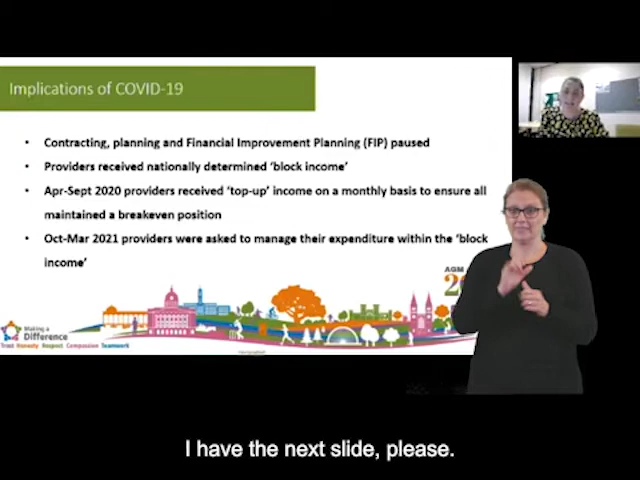 Implications of COVID-19
• Contracting, planning and Financial Improvement Planning (FIP) paused
• Providers received nationally determined 'block income'
• Apr-Sept 2020 providers received 'top-up' income on a monthly basis to ensure all
maintained a breakeven position
• Oct-Mar 2021 providers were asked to manage their expenditure within the 'block
income'
AGM
Making a
Difference
Trust Honesty Respect Compassion Teamwork
I have the next slide, please.